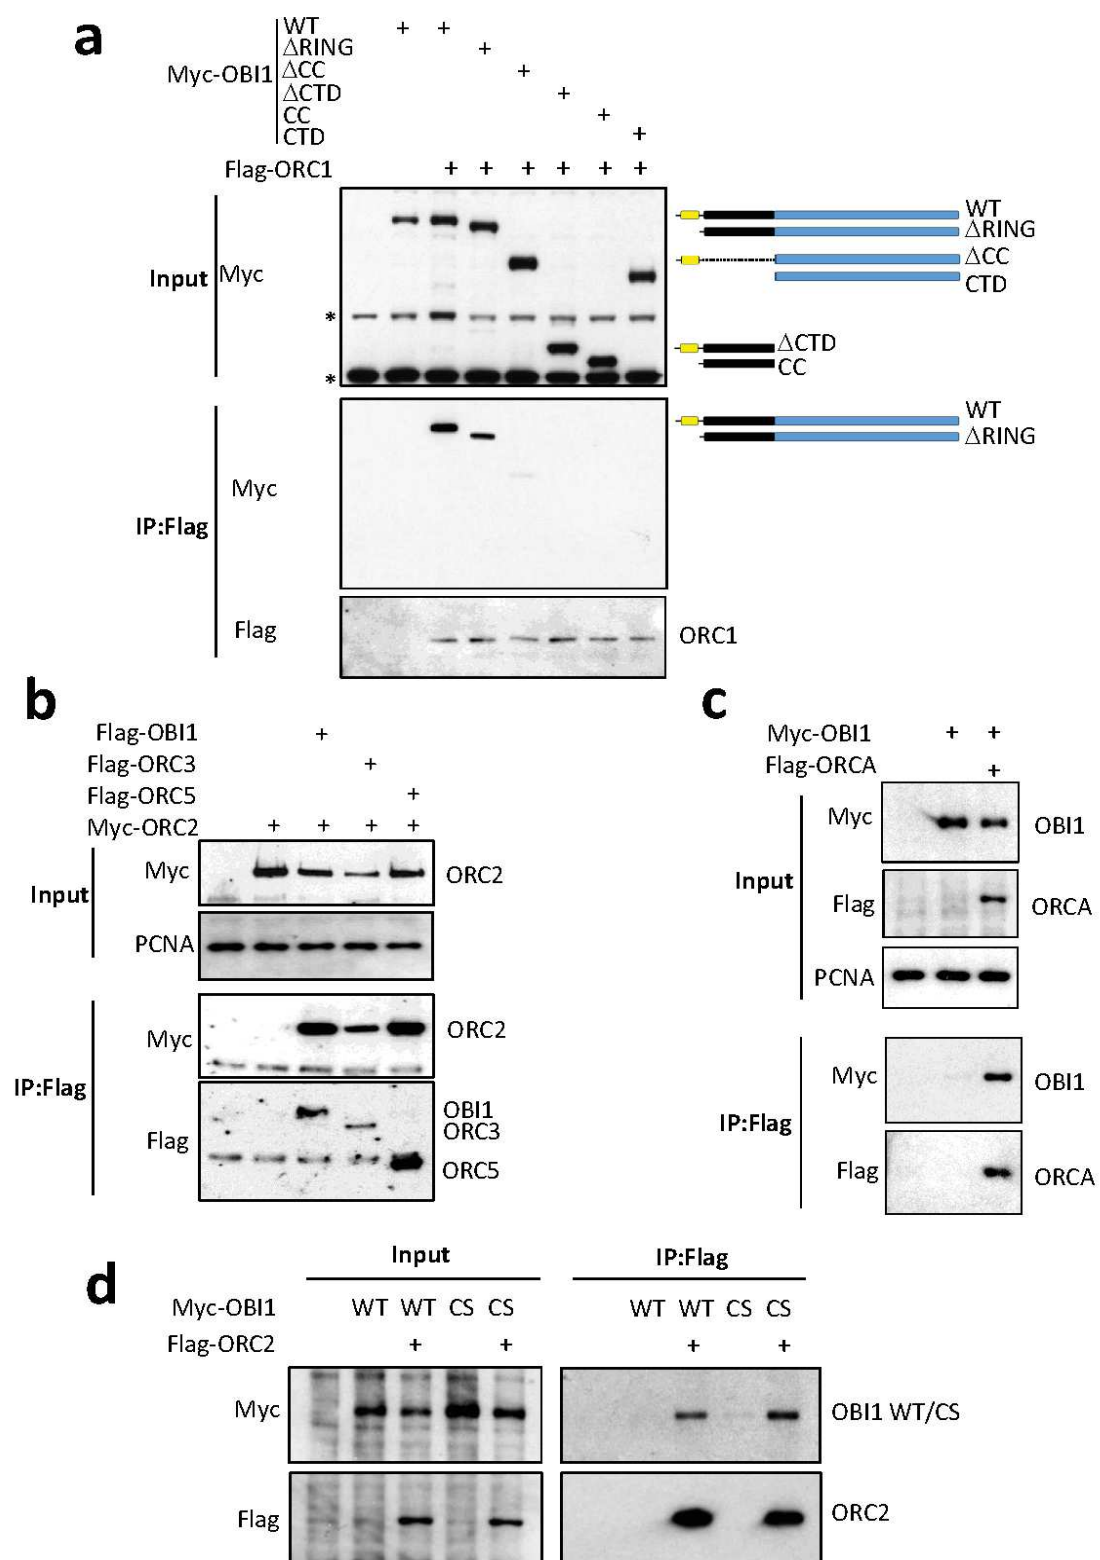 a
WT + +
ΔRING +
Myc-OBI1 ΔCC +
ΔCTD +
CC +
CTD +
Flag-ORC1 + + + + + +
Input Myc
*
*
WT
ΔRING
ΔCC
CTD
ΔCTD
CC
IP:Flag
Myc
WT
ΔRING
Flag ORC1
b
Flag-OBI1 +
Flag-ORC3 +
Flag-ORC5 +
Myc-ORC2 + + + +
Input
Myc ORC2
PCNA
IP:Flag
Myc ORC2
Flag
OBI1
ORC3
ORC5
c
Myc-OBI1 + +
Flag-ORCA +
Input
Myc OBI1
Flag ORCA
PCNA
IP:Flag
Myc OBI1
Flag ORCA
d
Input IP:Flag
Myc-OBI1 WT WT CS CS WT WT CS CS
Flag-ORC2 + + + +
Myc OBI1 WT/CS
Flag ORC2